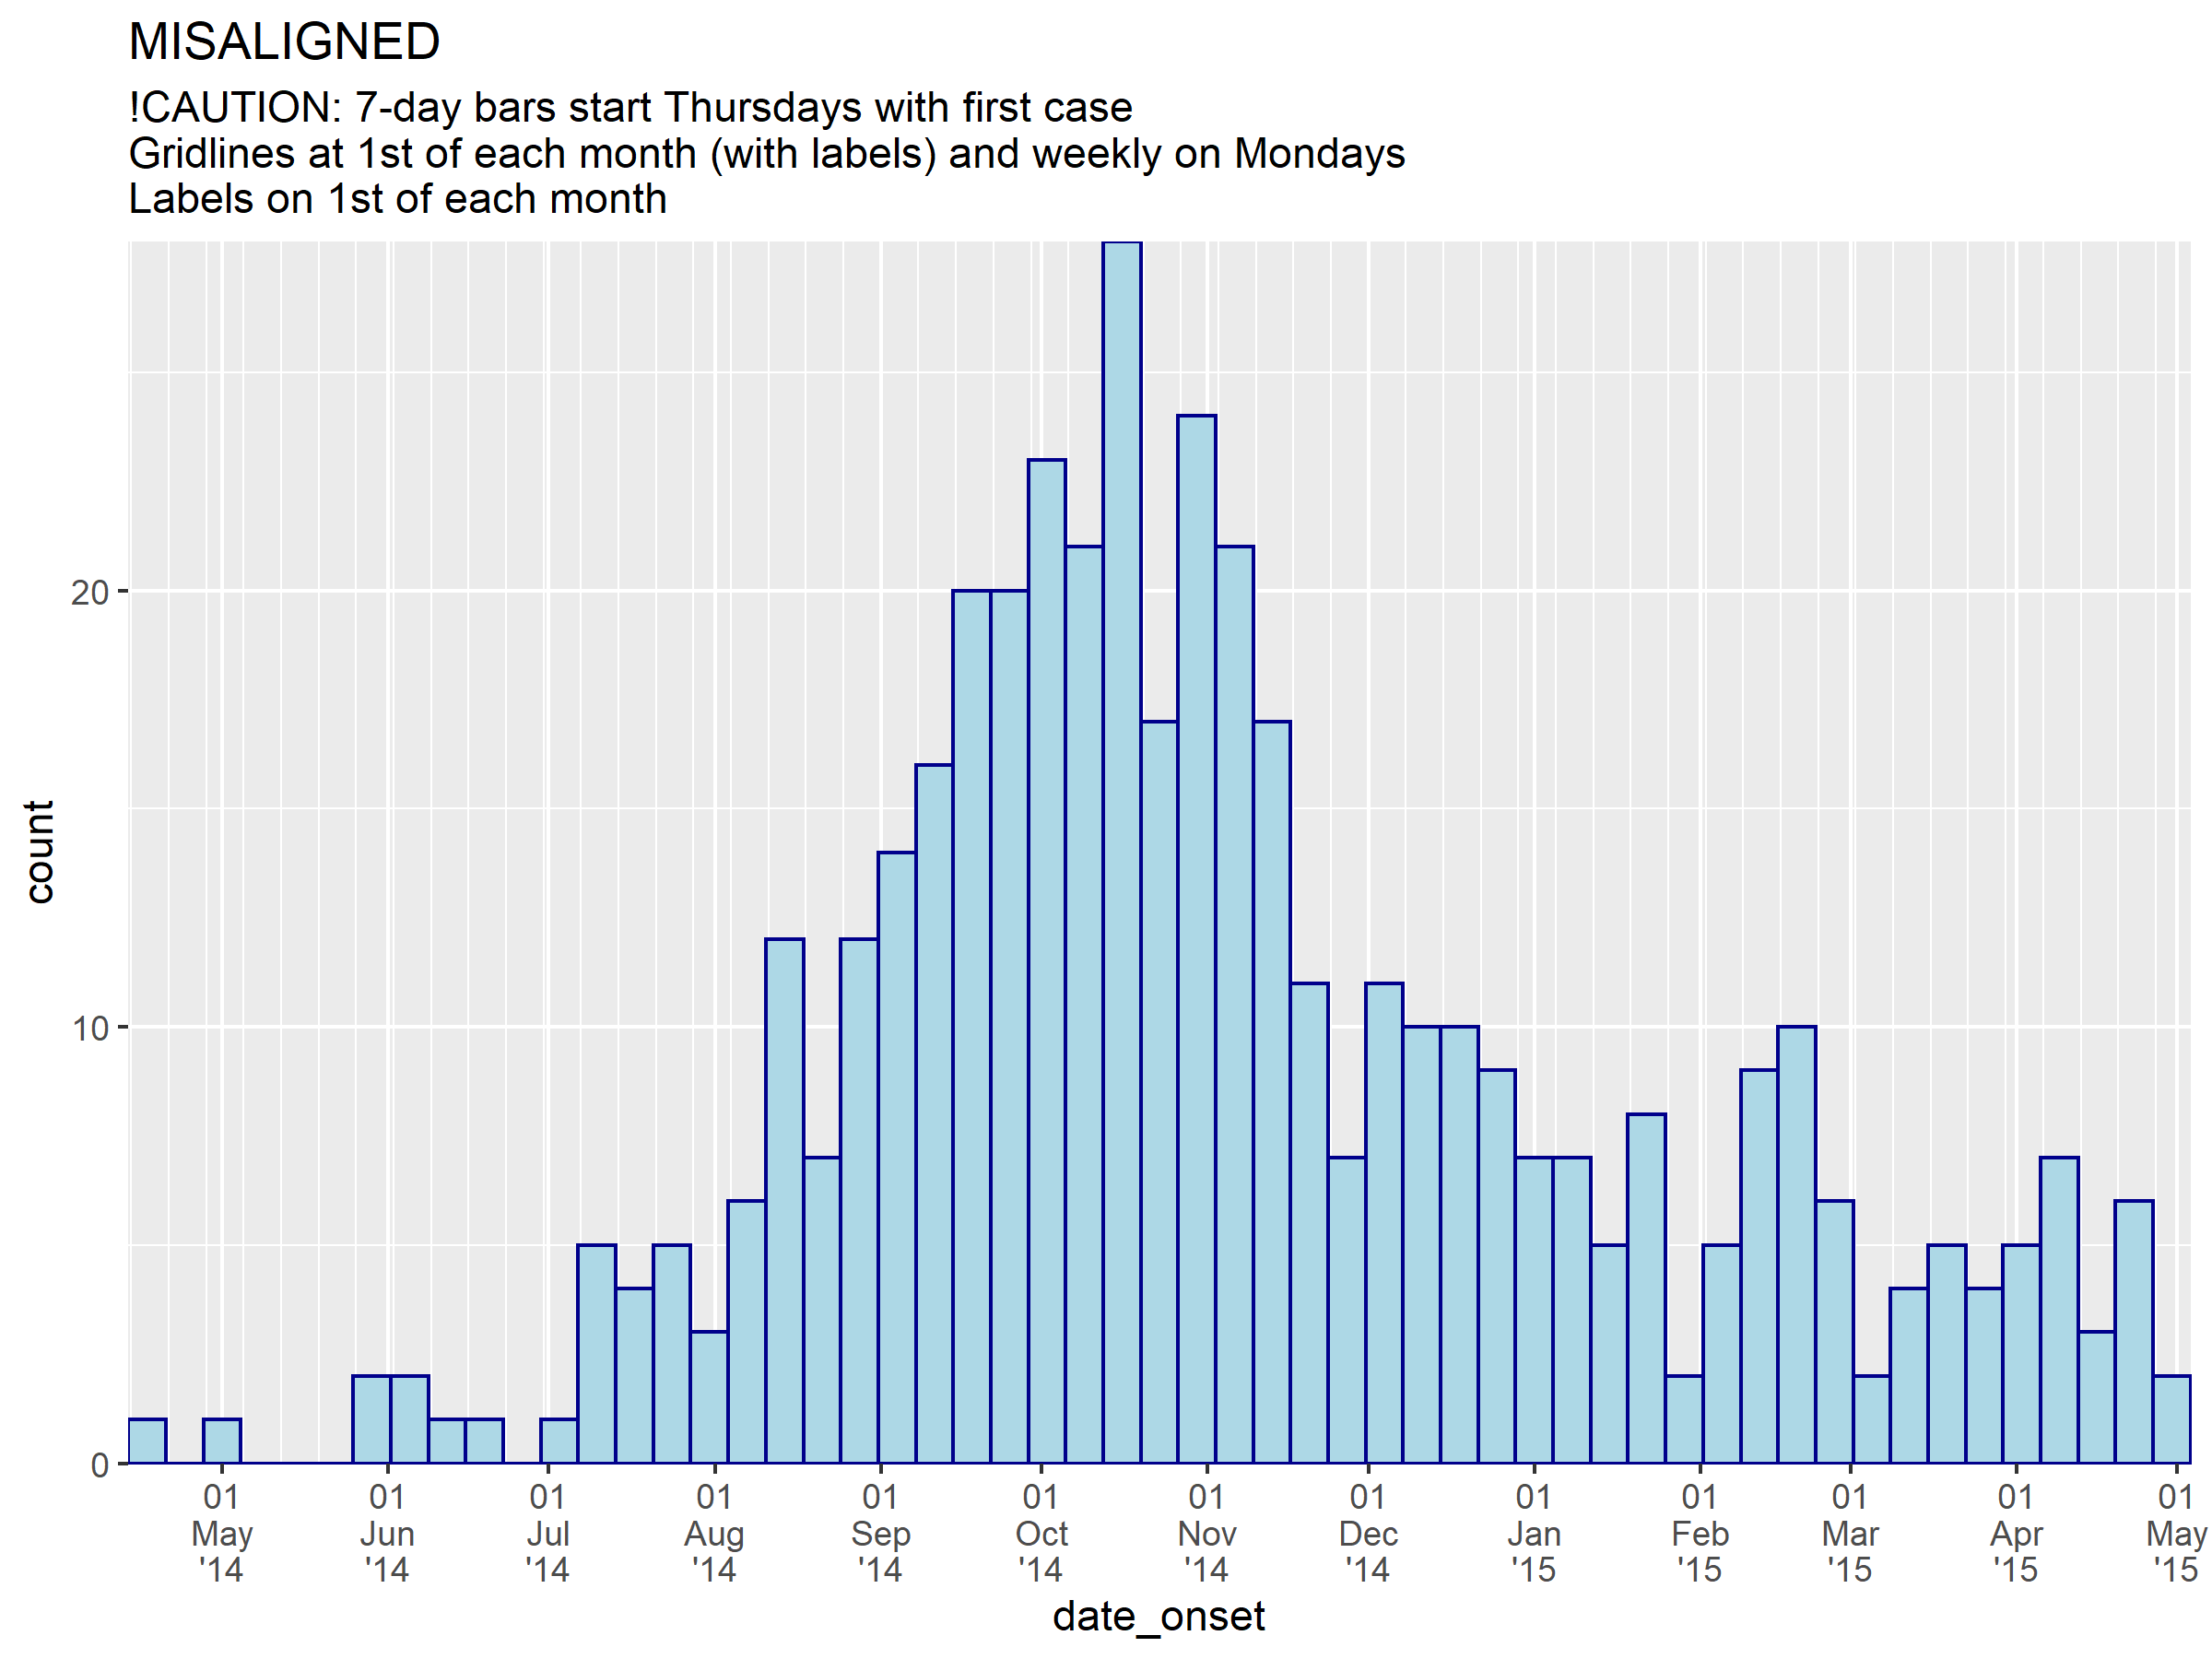 MISALIGNED
!CAUTION: 7-day bars start Thursdays with first case
Gridlines at 1st of each month (with labels) and weekly on Mondays
Labels on 1st of each month
count
20
10
0
01 01 01 01 01 01 01 01 01 01 01 01 01
May Jun Jul Aug Sep Oct Nov Dec Jan Feb Mar Apr May
'14 '14 '14 '14 '14 '14 '14 '14 '15 '15 '15 '15 '15
date_onset